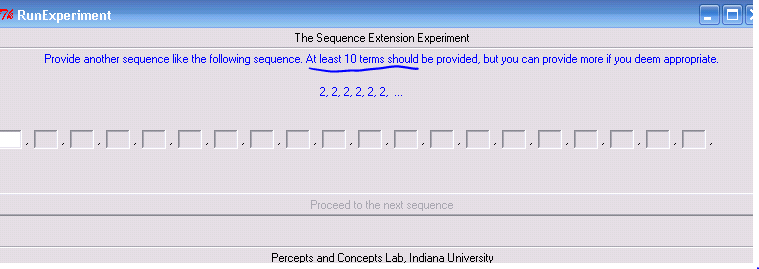 RunExperiment
The Sequence Extension Experiment
Provide another sequence like the following sequence. At least 10 terms should be provided, but you can provide more if you deem appropriate.
2, 2, 2, 2, 2, 2, ...
, , , , , , , , , , , , , , , , , , , ,
Proceed to the next sequence
Percepts and Concepts Lab, Indiana University